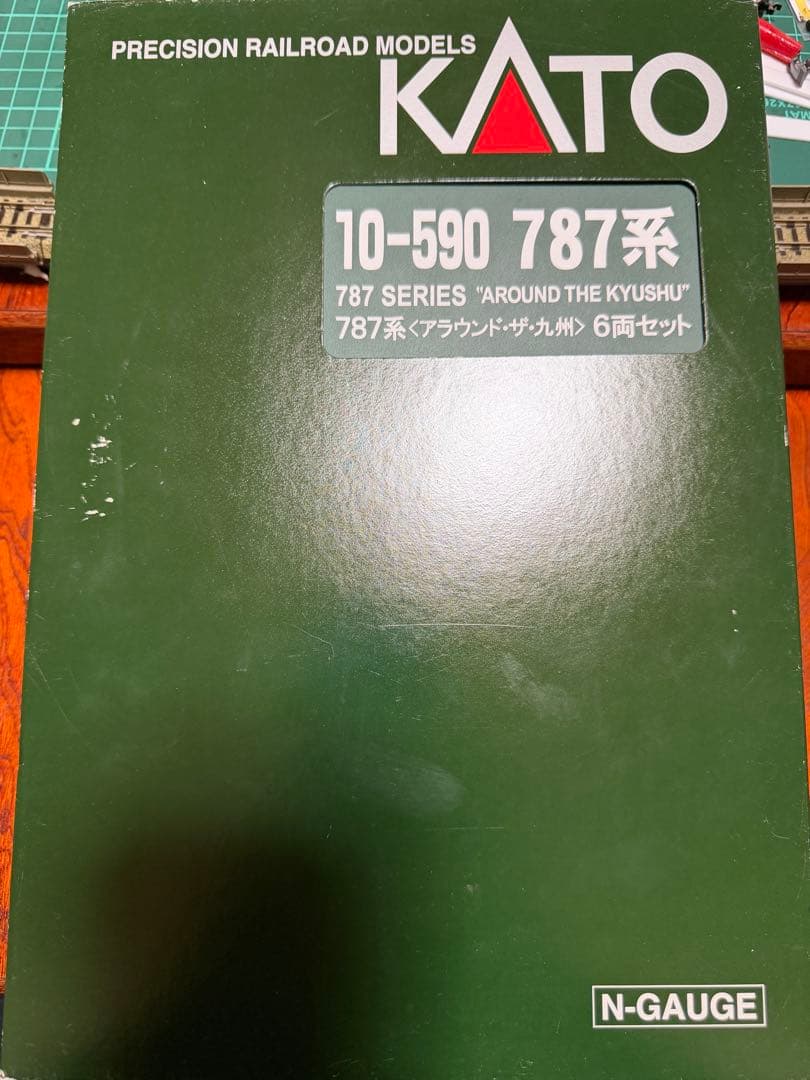 PRECISION RAILROAD MODELS
KATO
10-590 787系
787 SERIES "AROUND THE KYUSHU"
787系〈アラウンド・ザ・九州〉6両セット
N-GAUGE